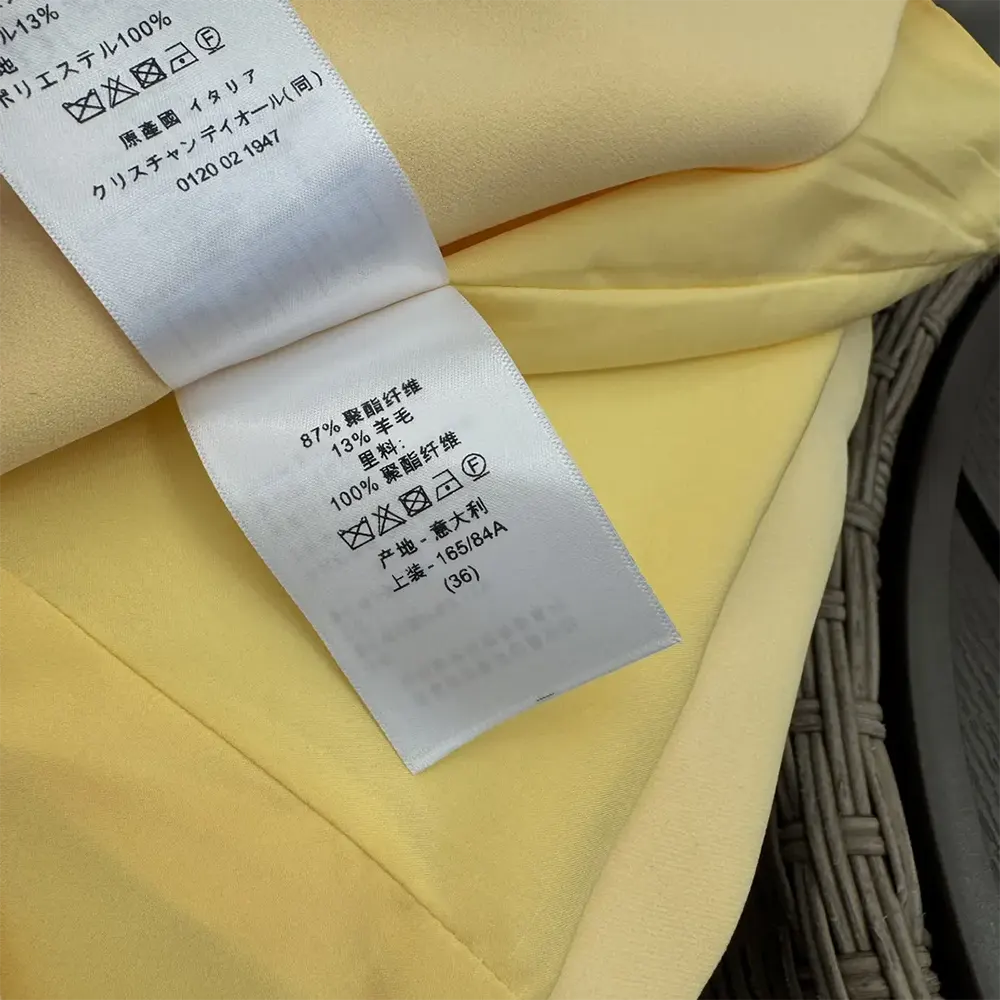 ル13%
地
ポリエステル100%
原產國 イタリア
クリスチャン デイオール(同)
0120 02 1947
87% 聚酯纤维
13% 羊毛
里料:
100% 聚酯纤维
F
产地 - 意大利
上装 - 165/84A
(36)